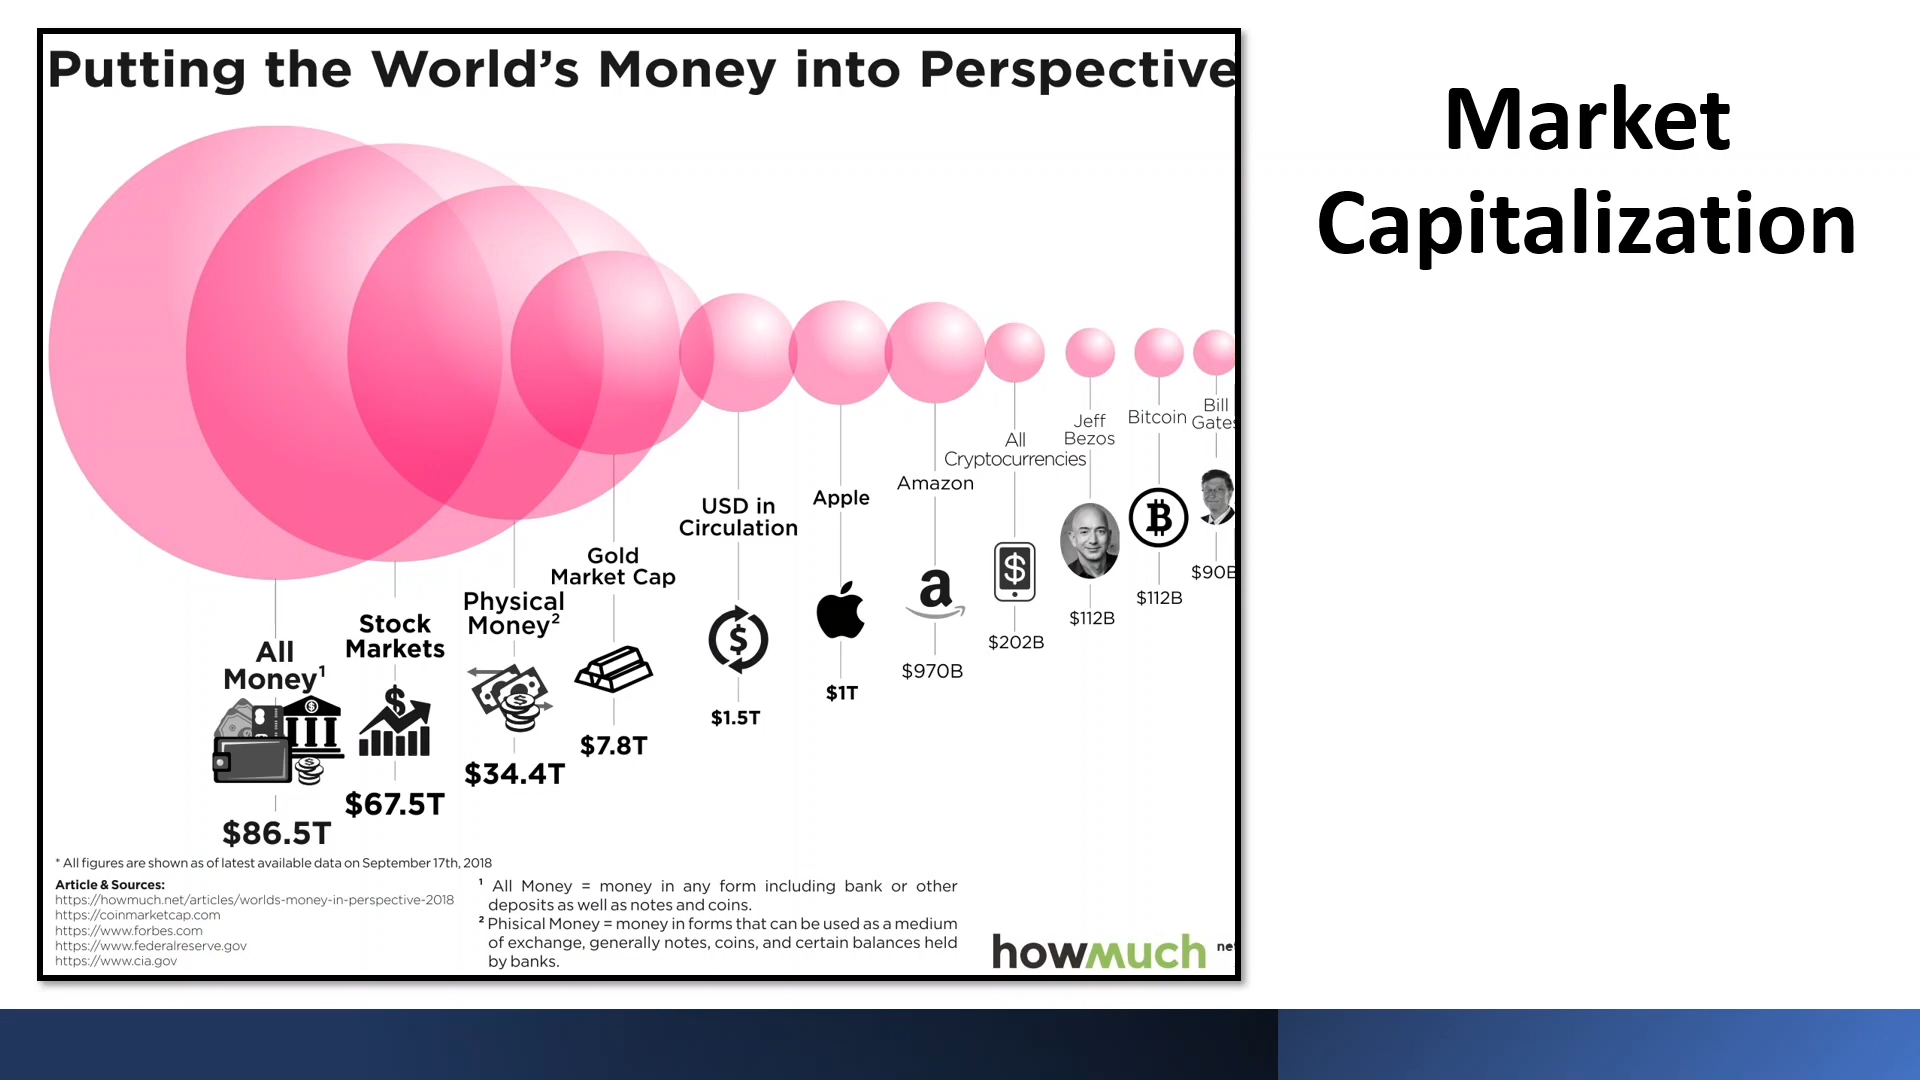 Putting the World's Money into Perspective
Market
Capitalization
All
Money¹
$86.5T
Stock
Markets
$67.5T
Physical
Money²
$34.4T
Gold
Market Cap
$7.8T
USD in
Circulation
$1.5T
Apple
$1T
Amazon
a
$970B
All
Cryptocurrencies
$202B
Jeff
Bezos
$112B
Bitcoin
$112B
Bill
Gates
$90B
* All figures are shown as of latest available data on September 17th, 2018
Article & Sources:
https://howmuch.net/articles/worlds-money-in-perspective-2018
https://coinmarketcap.com
https://www.forbes.com
https://www.federalreserve.gov
https://www.cia.gov
¹ All Money = money in any form including bank or other
deposits as well as notes and coins.
² Phisical Money = money in forms that can be used as a medium
of exchange, generally notes, coins, and certain balances held
by banks.
howmuch net